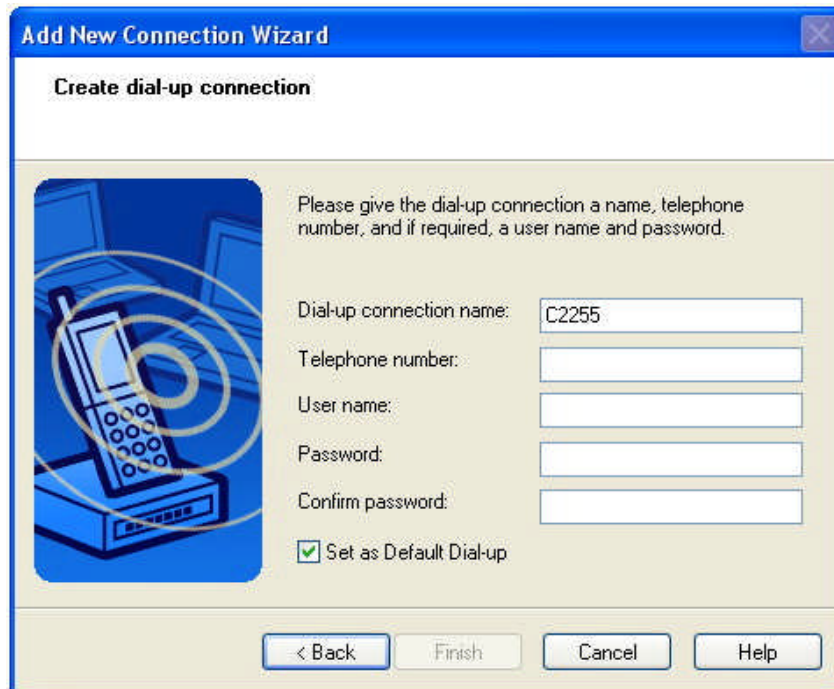 Add New Connection Wizard
Create dial-up connection
Please give the dial-up connection a name, telephone
number, and if required, a user name and password.
Dial-up connection name: C2255
Telephone number:
User name:
Password:
Confirm password:
Set as Default Dial-up
< Back Finish Cancel Help